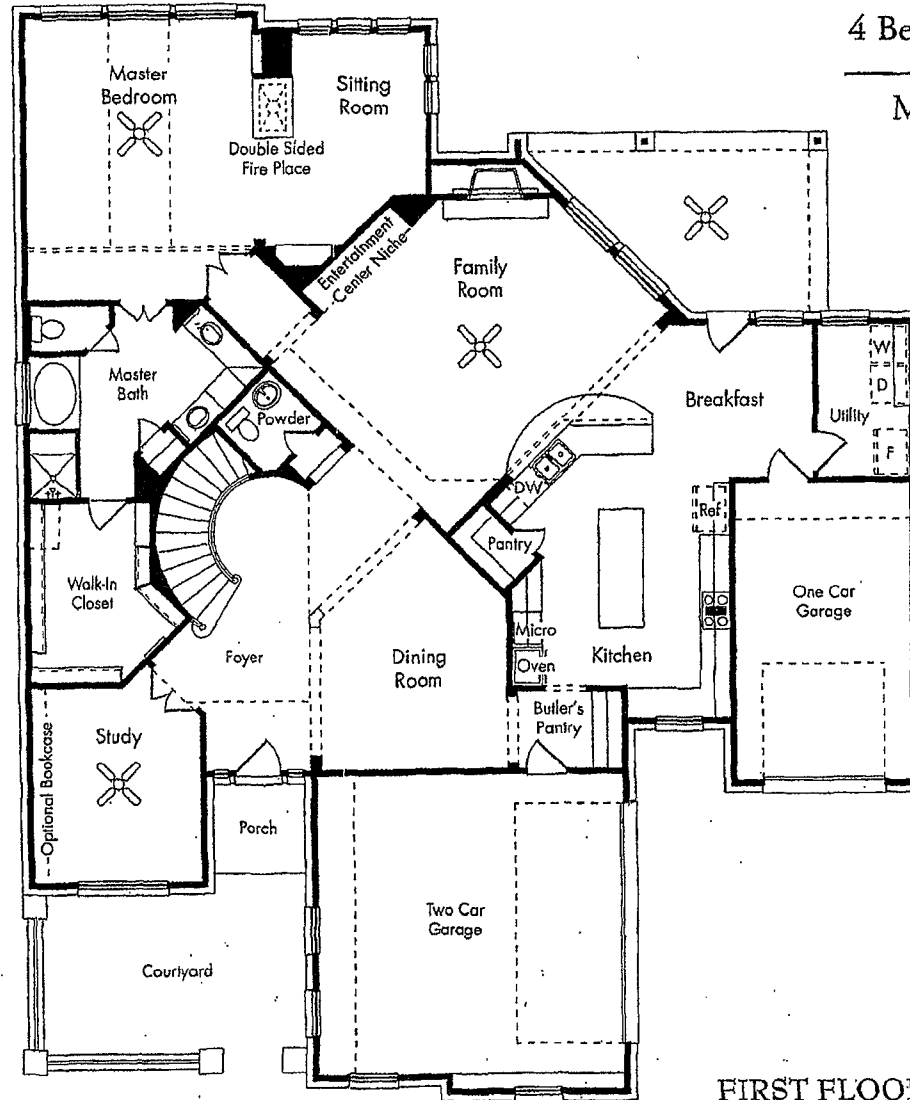 4 Be
M
Master
Bedroom
Sitting
Room
Double Sided
Fire Place
Entertainment
Center Niche
Family
Room
Master
Bath
Powder
Breakfast
W
D
Utility
F
DW
Pantry
Ref
Walk-In
Closet
Foyer
Dining
Room
Micro
Oven
Kitchen
One Car
Garage
Butler's
Pantry
Study
Optional Bookcase
Porch
Two Car
Garage
Courtyard
FIRST FLOO